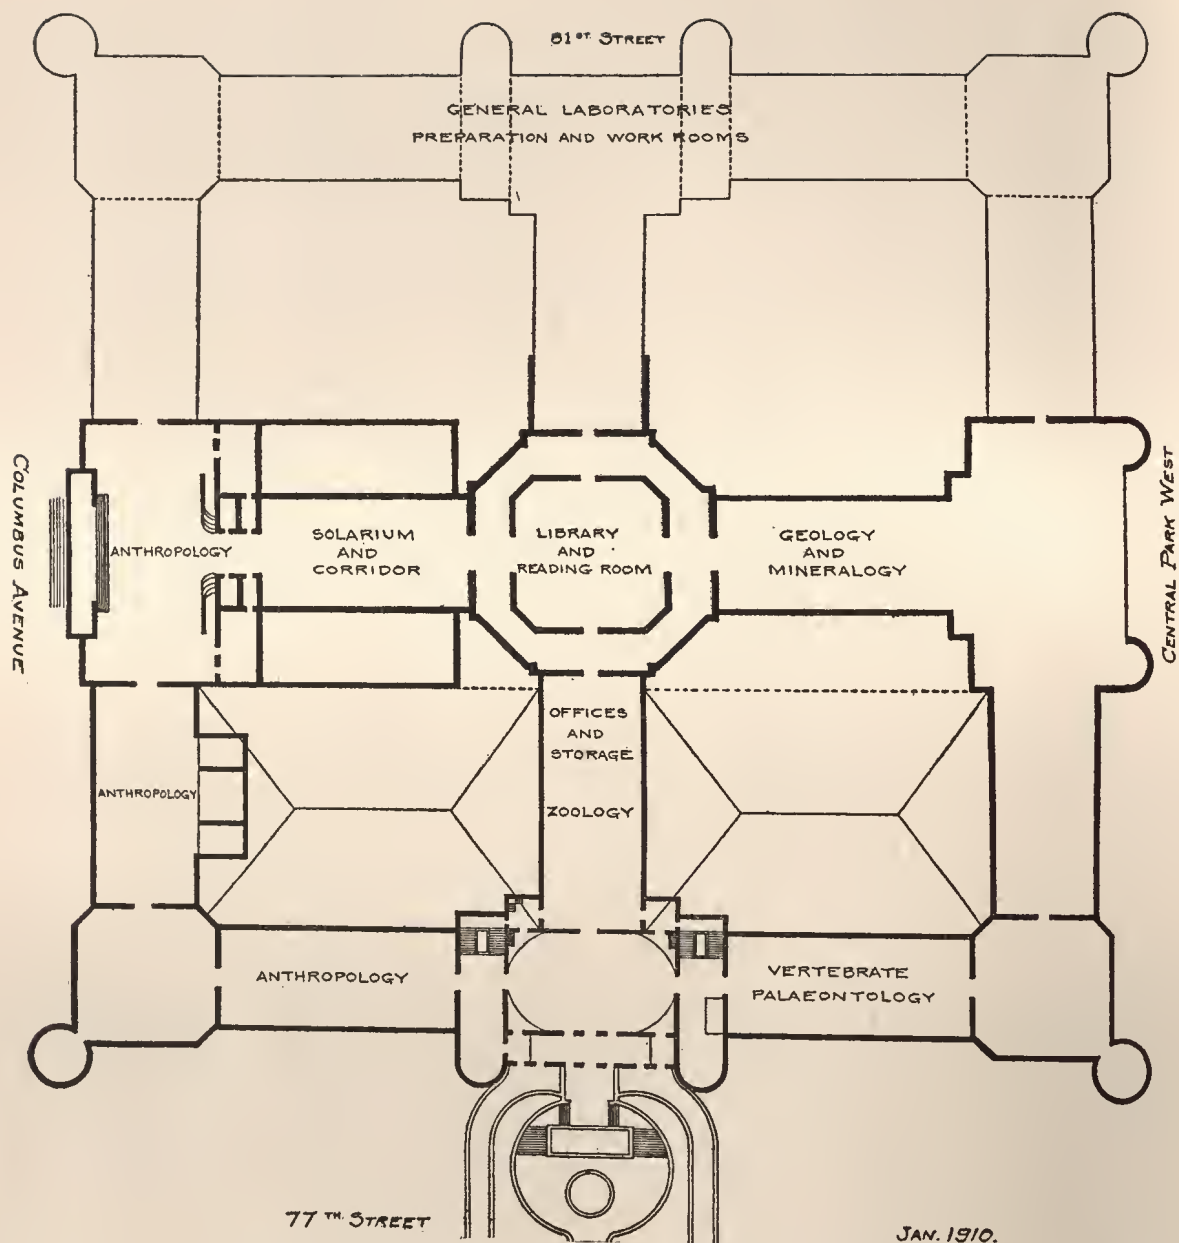 81ST. STREET
GENERAL LABORATORIES
PREPARATION AND WORK ROOMS
COLUMBUS AVENUE
CENTRAL PARK WEST
ANTHROPOLOGY
SOLARIUM
AND
CORRIDOR
LIBRARY
AND
READING ROOM
GEOLOGY
AND
MINERALOGY
OFFICES
AND
STORAGE
ZOOLOGY
ANTHROPOLOGY
ANTHROPOLOGY
VERTEBRATE
PALAEONTOLOGY
77TH. STREET
JAN. 1910.